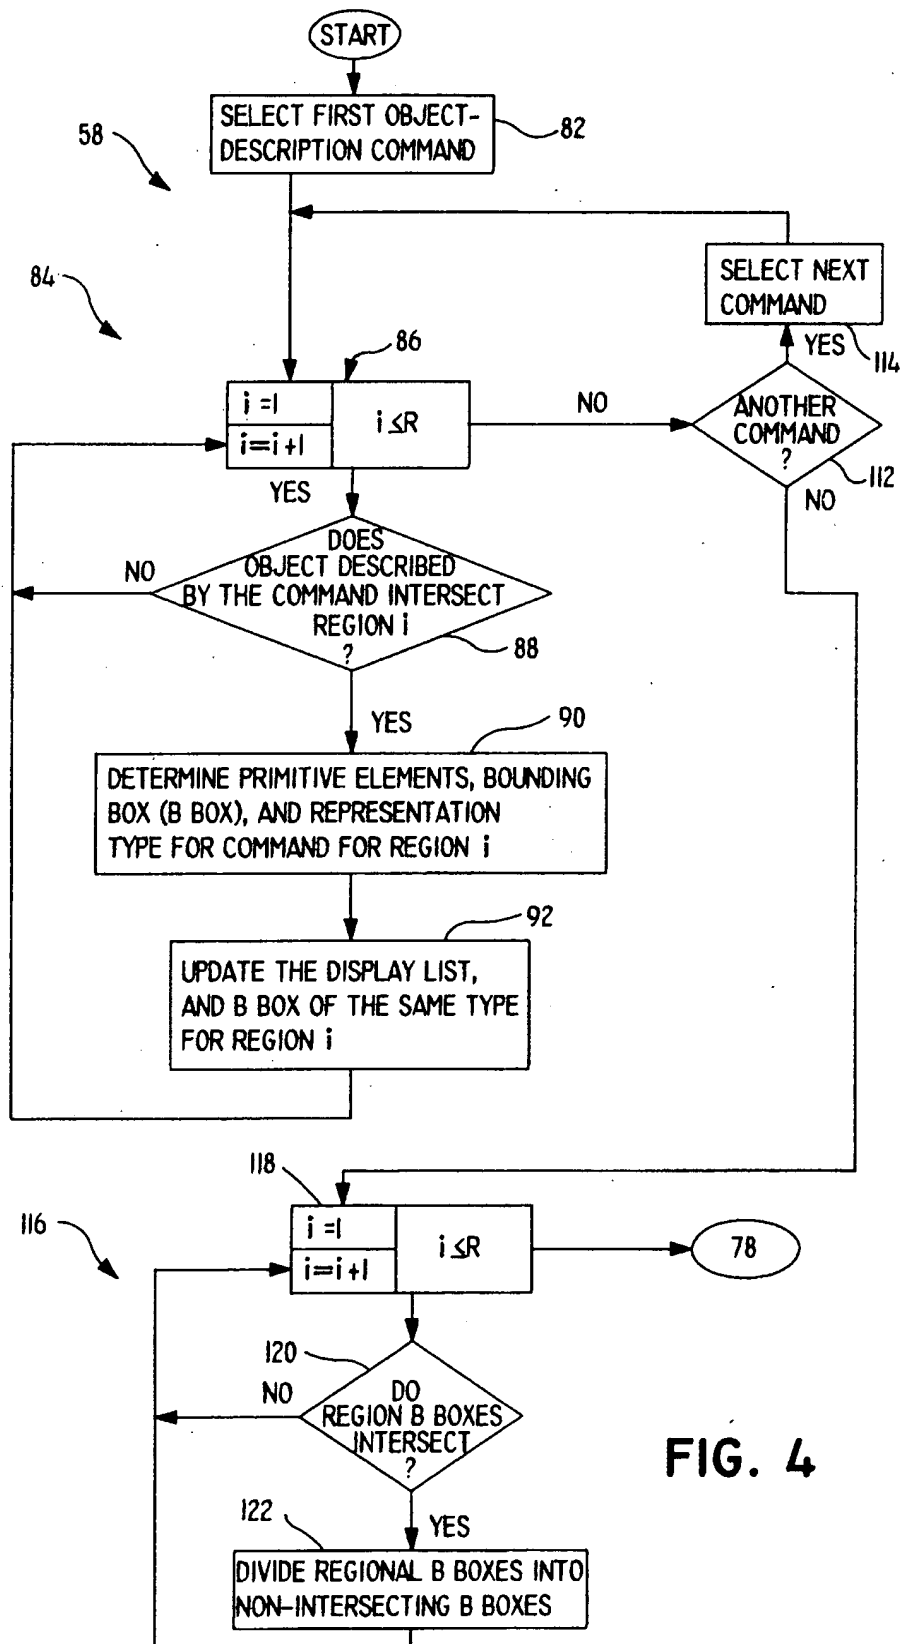 START
SELECT FIRST OBJECT-
DESCRIPTION COMMAND
82
58
84
SELECT NEXT
COMMAND
114
YES
86
i =1
i=i+1
i≤R
NO
ANOTHER
COMMAND
?
112
NO
YES
DOES
OBJECT DESCRIBED
BY THE COMMAND INTERSECT
REGION i
?
88
NO
YES
90
DETERMINE PRIMITIVE ELEMENTS, BOUNDING
BOX (B BOX), AND REPRESENTATION
TYPE FOR COMMAND FOR REGION i
92
UPDATE THE DISPLAY LIST,
AND B BOX OF THE SAME TYPE
FOR REGION i
118
116
i =1
i=i+1
i≤R
78
120
NO
DO
REGION B BOXES
INTERSECT
?
FIG. 4
122
YES
DIVIDE REGIONAL B BOXES INTO
NON-INTERSECTING B BOXES